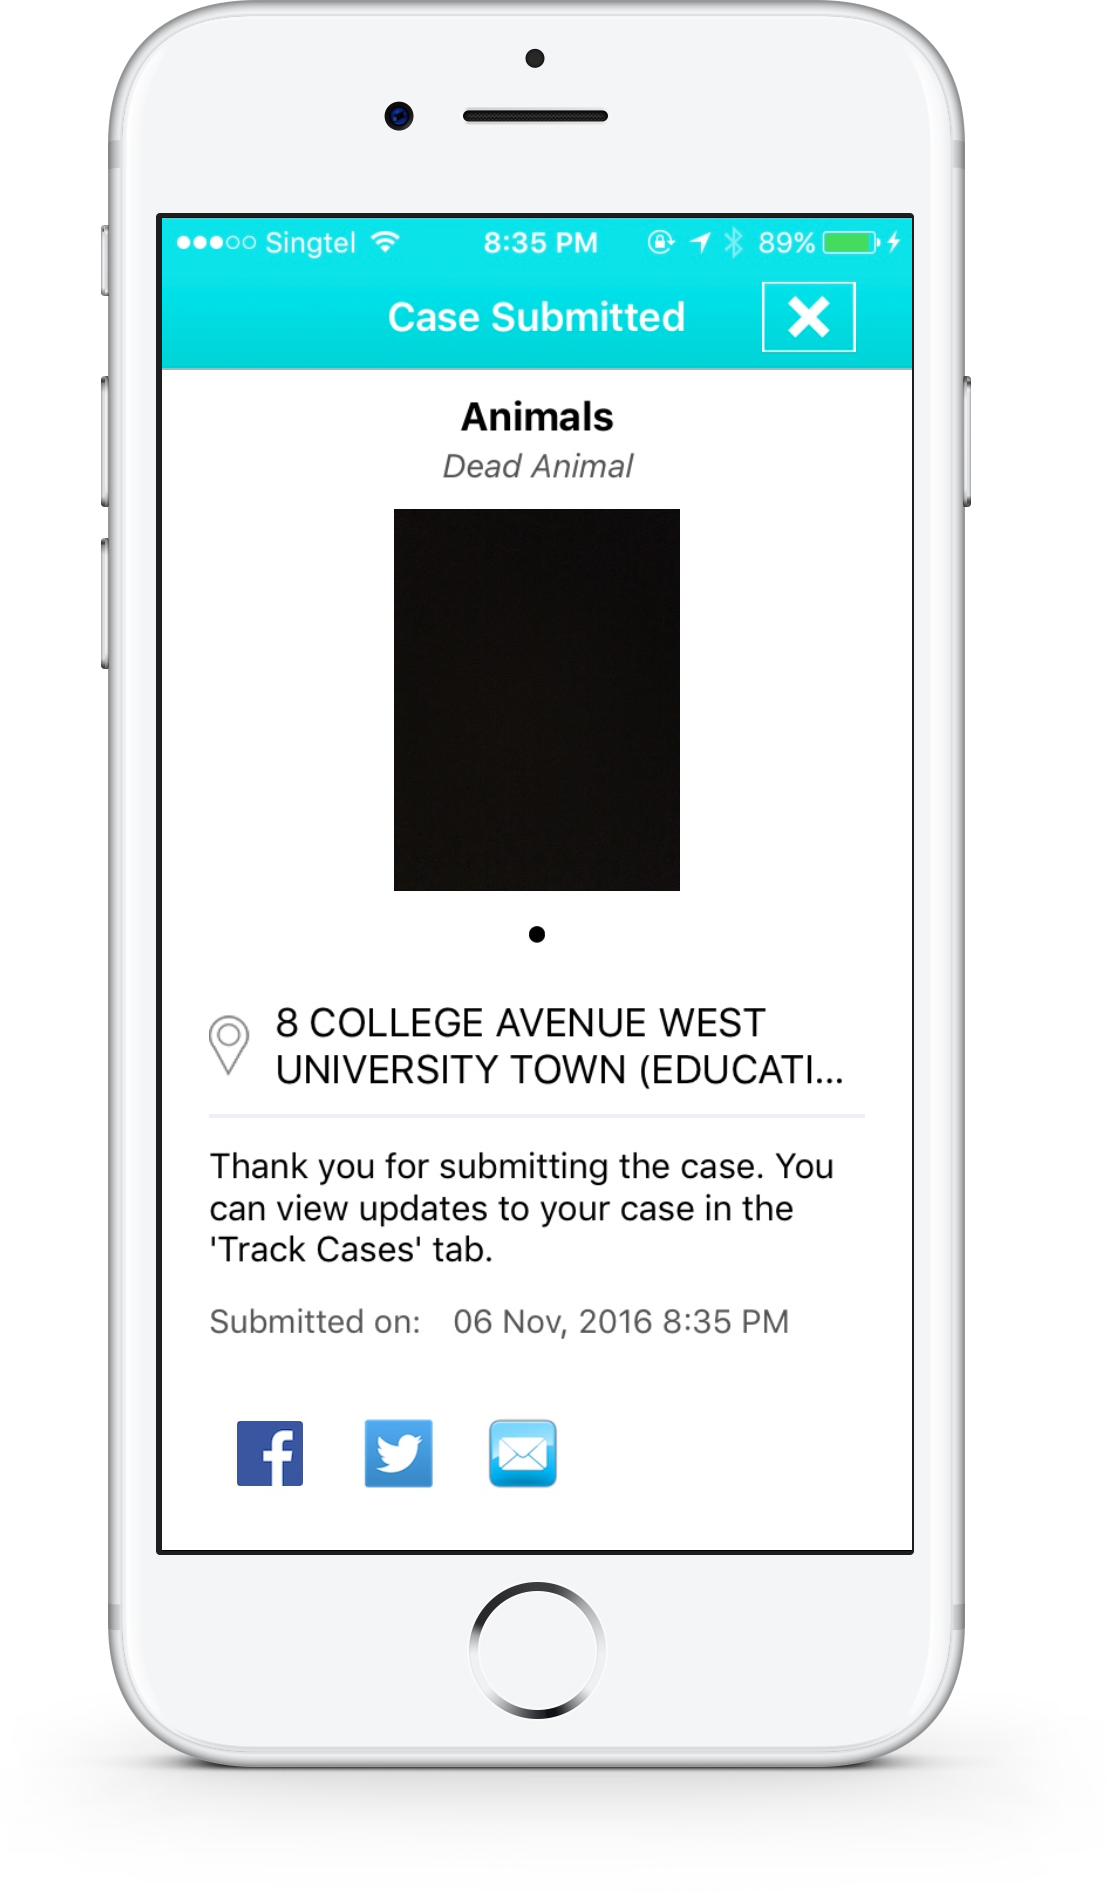 Singtel 8:35 PM 89%
Case Submitted
Animals
Dead Animal
8 COLLEGE AVENUE WEST
UNIVERSITY TOWN (EDUCATI...
Thank you for submitting the case. You
can view updates to your case in the
'Track Cases' tab.
Submitted on: 06 Nov, 2016 8:35 PM